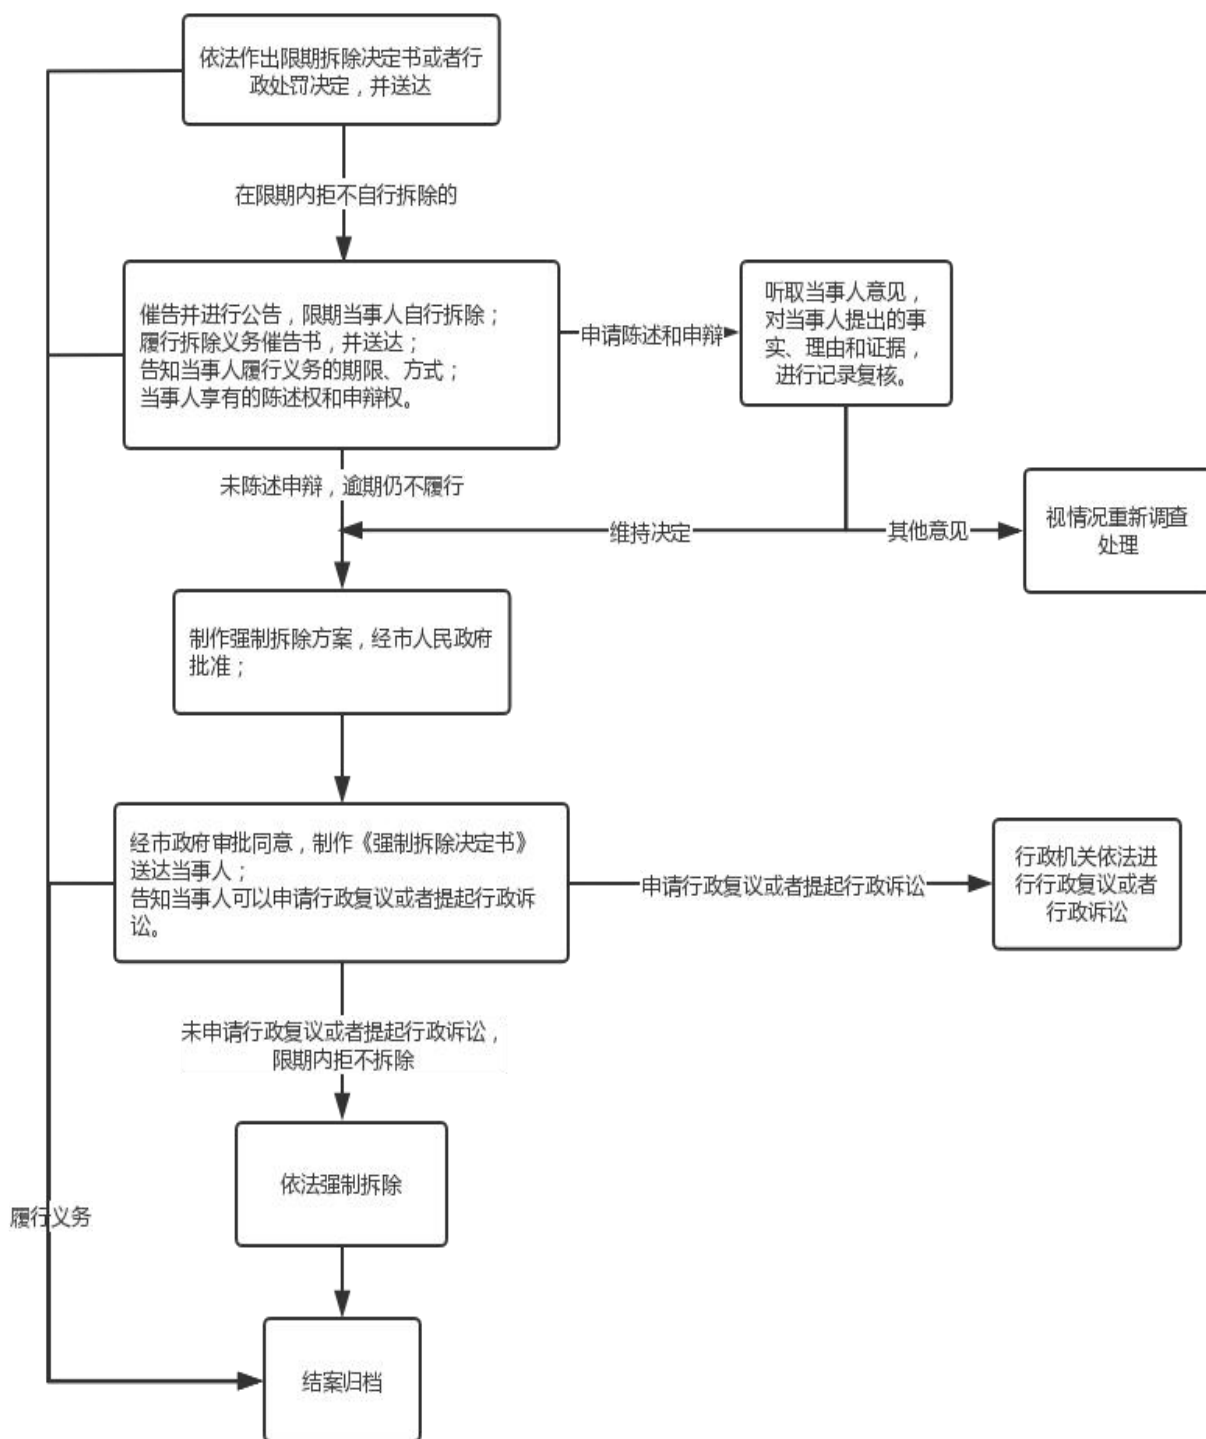 依法作出限期拆除决定书或者行
政处罚决定，并送达
在限期内拒不自行拆除的
催告并进行公告，限期当事人自行拆除；
履行拆除义务催告书，并送达；
告知当事人履行义务的期限、方式；
当事人享有的陈述权和申辩权。
申请陈述和申辩
听取当事人意见，
对当事人提出的事
实、理由和证据，
进行记录复核。
未陈述申辩，逾期仍不履行
维持决定
其他意见
视情况重新调查
处理
制作强制拆除方案，经市人民政府
批准；
经市政府审批同意，制作《强制拆除决定书》
送达当事人；
告知当事人可以申请行政复议或者提起行政诉
讼。
申请行政复议或者提起行政诉讼
行政机关依法进
行行政复议或者
行政诉讼
未申请行政复议或者提起行政诉讼，
限期内拒不拆除
依法强制拆除
履行义务
结案归档